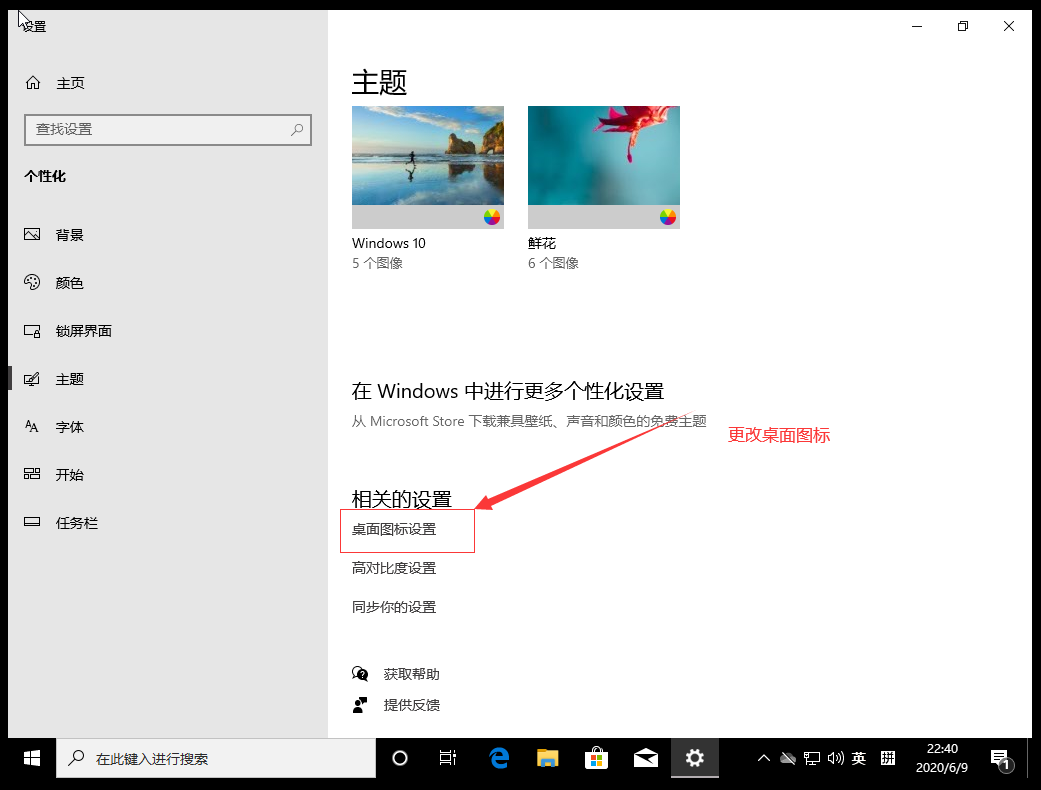 设置
主页
查找设置
个性化
背景
颜色
锁屏界面
主题
字体
开始
任务栏
主题
Windows 10
5 个图像
鲜花
6 个图像
在 Windows 中进行更多个性化设置
从 Microsoft Store 下载兼具壁纸、声音和颜色的免费主题
更改桌面图标
相关的设置
桌面图标设置
高对比度设置
同步你的设置
获取帮助
提供反馈
在此键入进行搜索
英
拼
22:40
2020/6/9
1